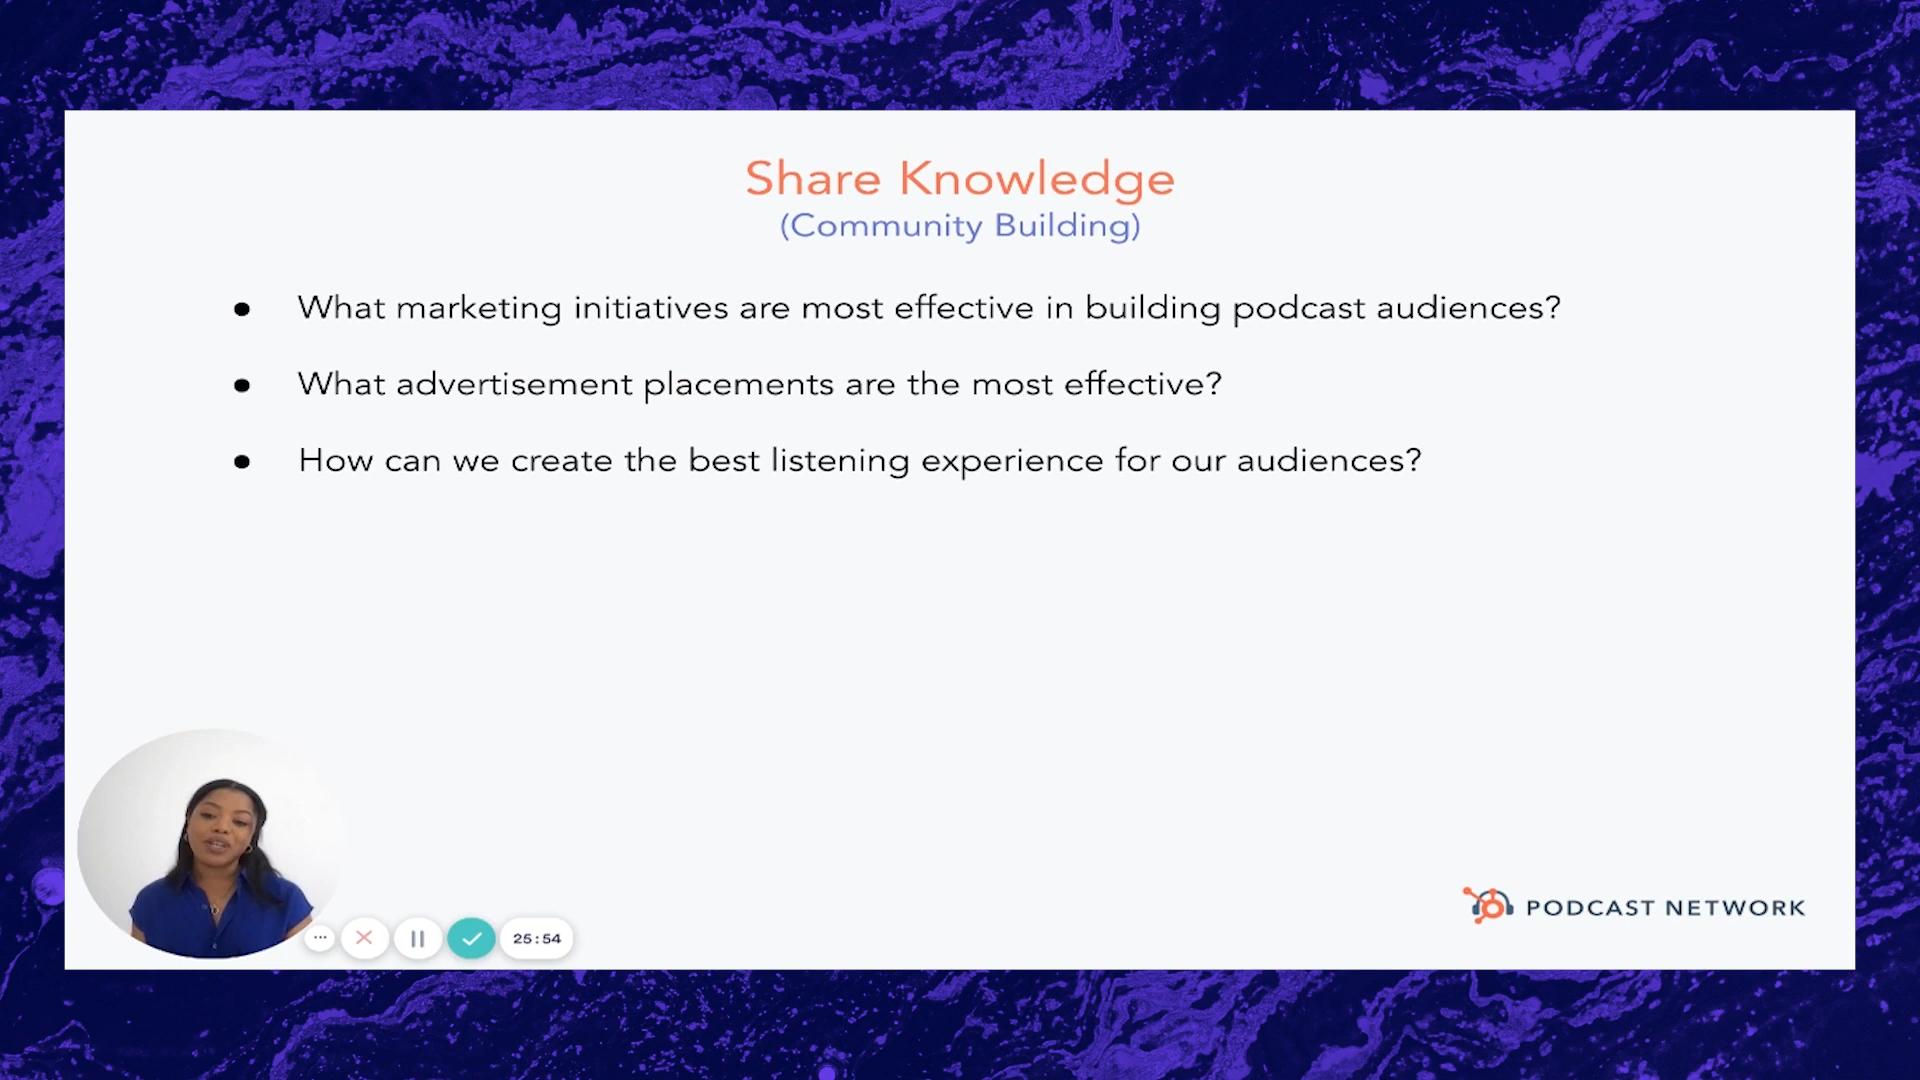 Share Knowledge
(Community Building)
● What marketing initiatives are most effective in building podcast audiences?
● What advertisement placements are the most effective?
● How can we create the best listening experience for our audiences?
25:54
PODCAST NETWORK